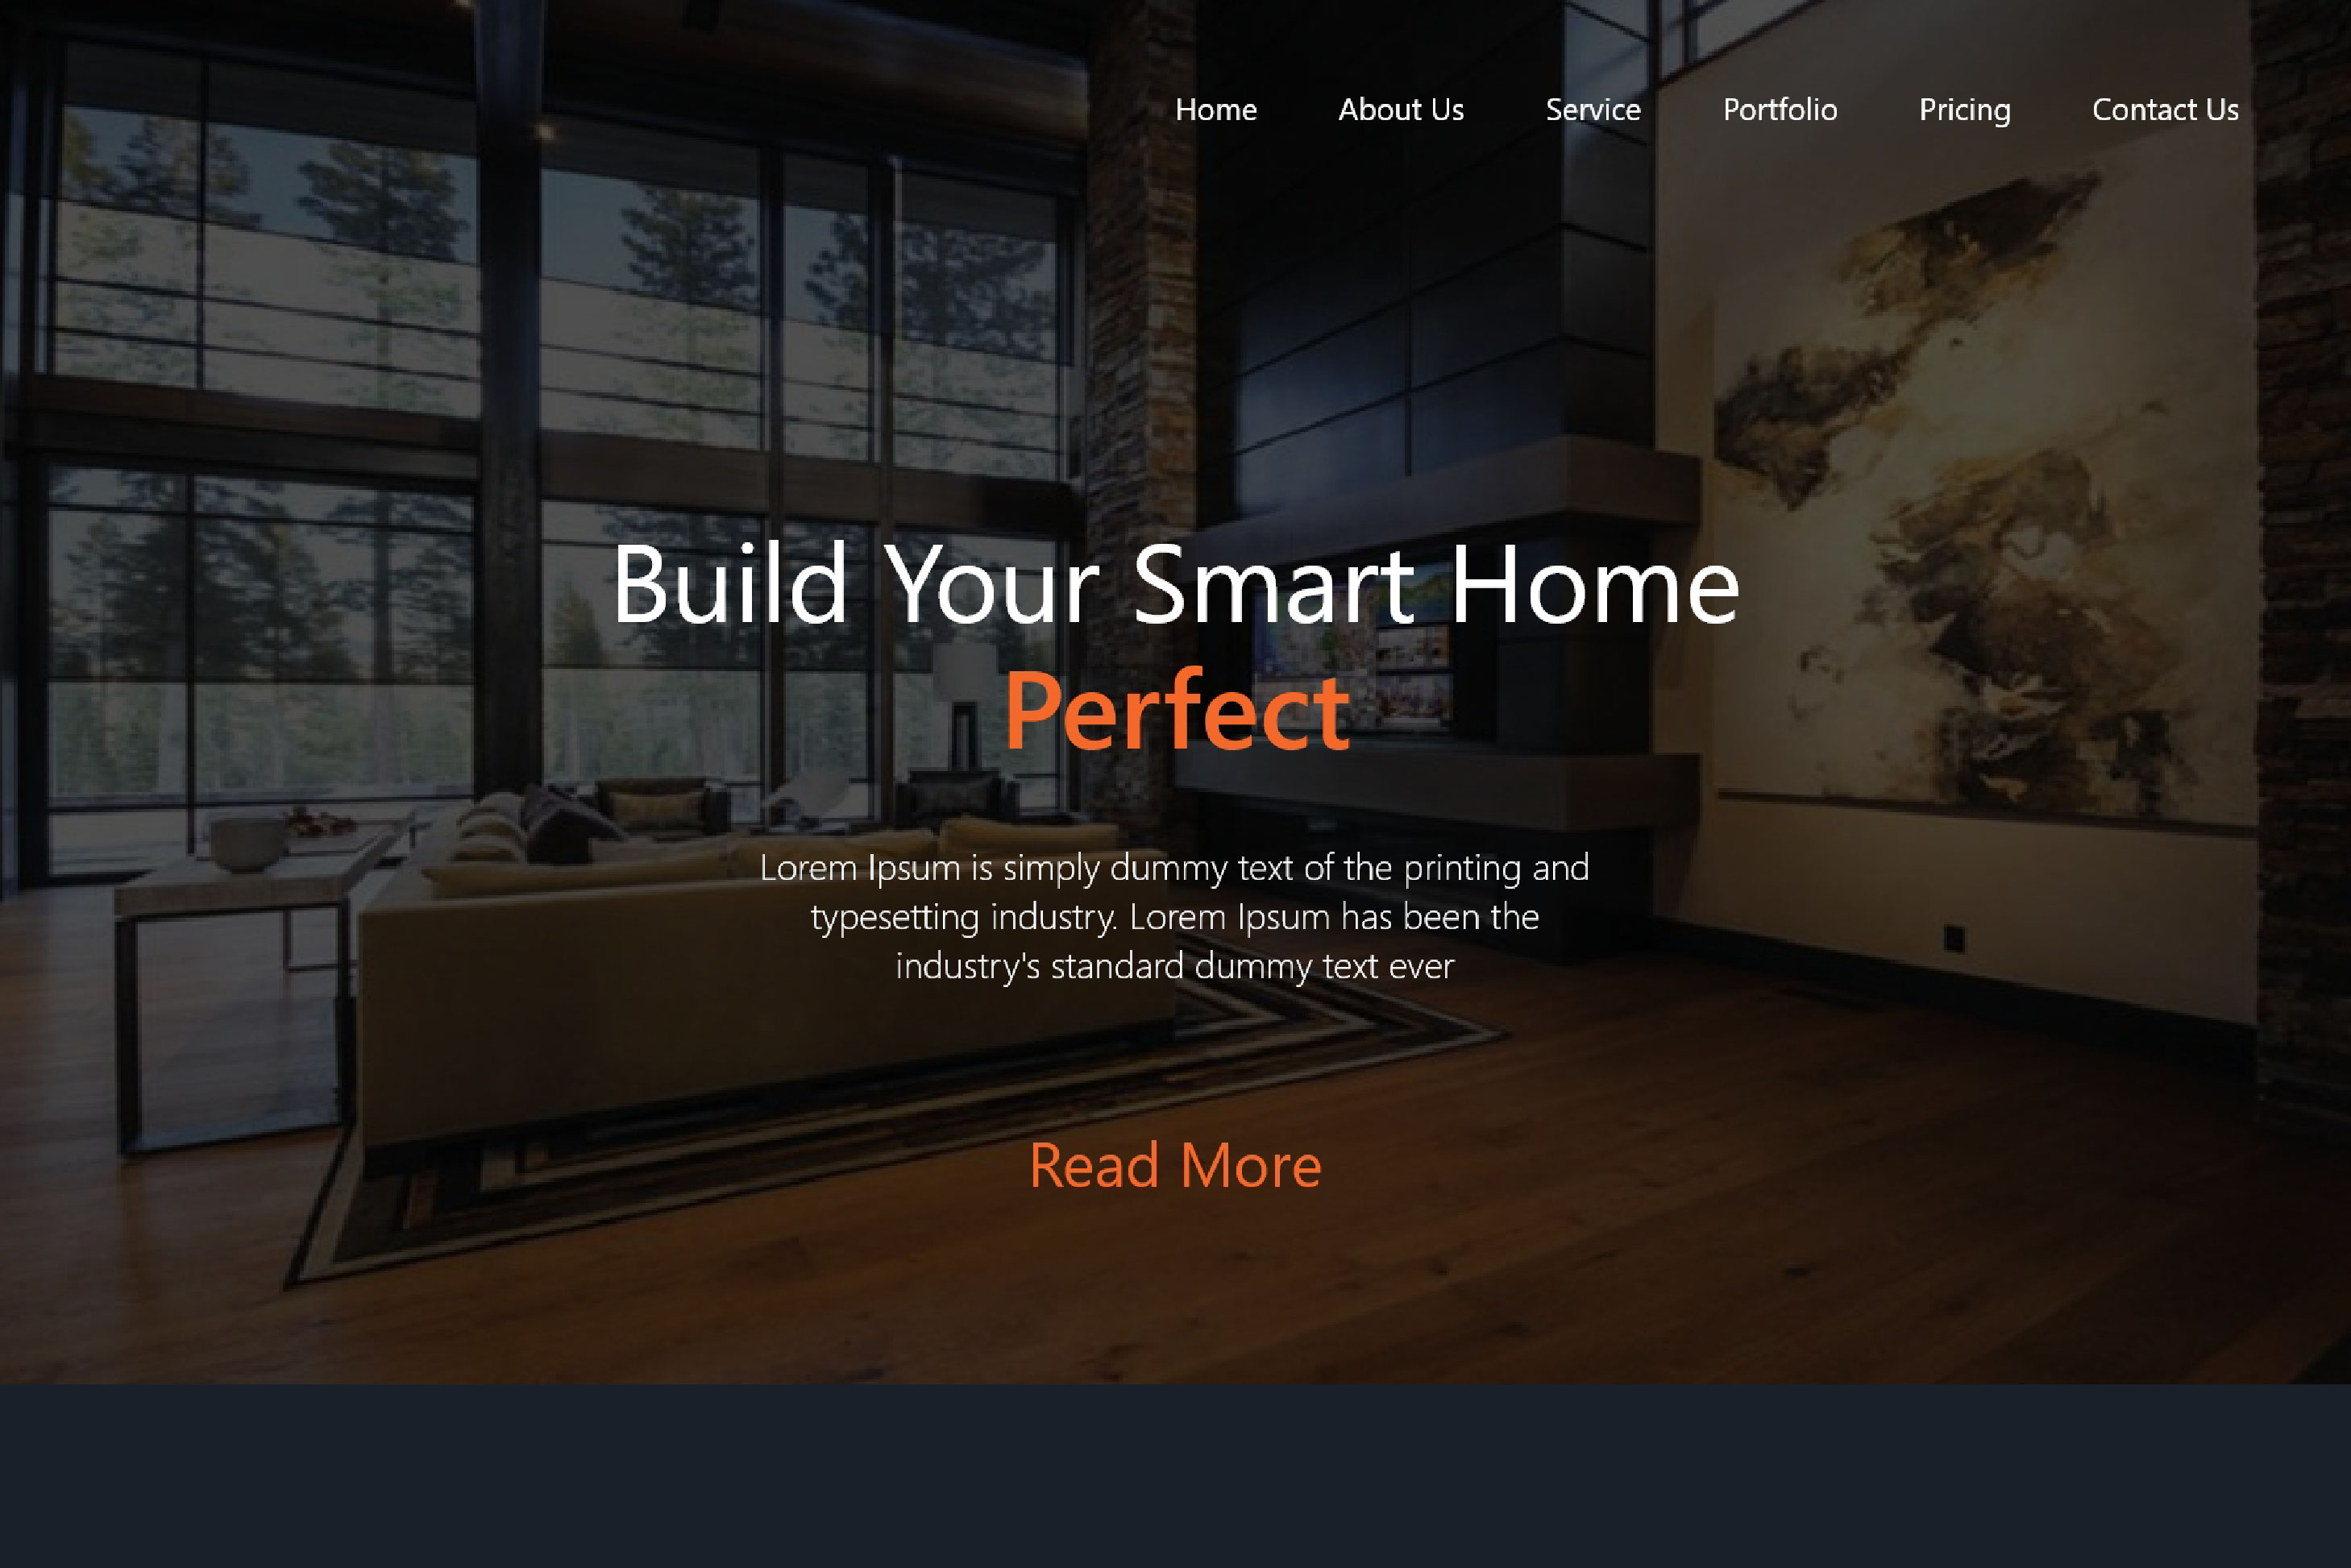 Home About Us Service Portfolio Pricing Contact Us
Build Your Smart Home
Perfect
Lorem Ipsum is simply dummy text of the printing and
typesetting industry. Lorem Ipsum has been the
industry's standard dummy text ever
Read More